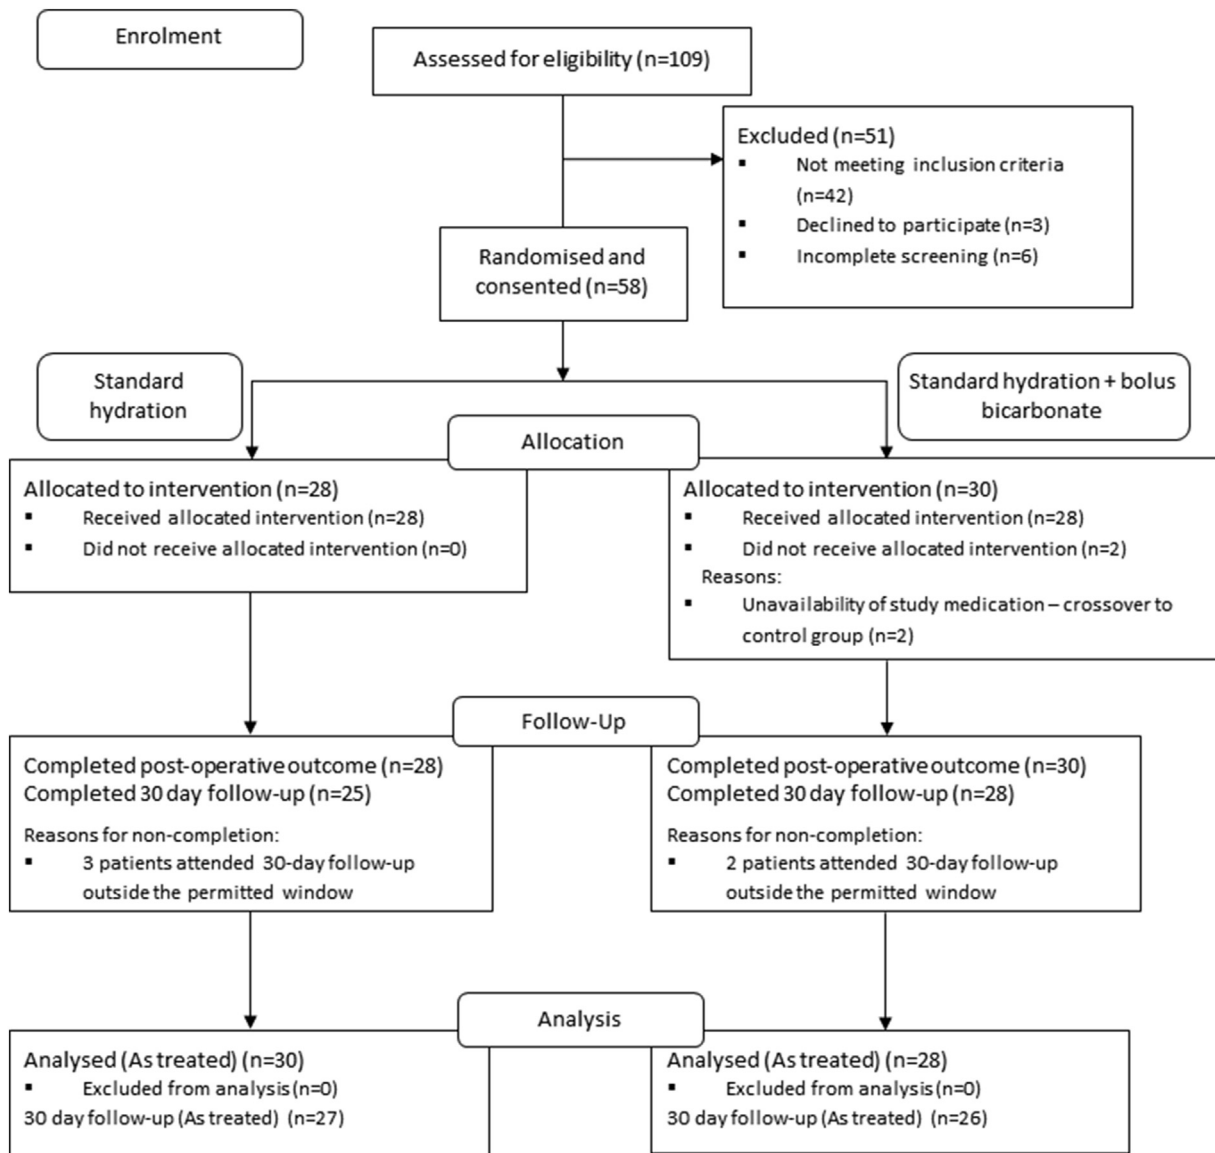 Enrolment
Assessed for eligibility (n=109)
Excluded (n=51)
▪ Not meeting inclusion criteria
(n=42)
▪ Declined to participate (n=3)
▪ Incomplete screening (n=6)
Randomised and
consented (n=58)
Standard
hydration
Standard hydration + bolus
bicarbonate
Allocation
Allocated to intervention (n=28)
▪ Received allocated intervention (n=28)
▪ Did not receive allocated intervention (n=0)
Allocated to intervention (n=30)
▪ Received allocated intervention (n=28)
▪ Did not receive allocated intervention (n=2)
Reasons:
▪ Unavailability of study medication – crossover to
control group (n=2)
Follow-Up
Completed post-operative outcome (n=28)
Completed 30 day follow-up (n=25)
Reasons for non-completion:
▪ 3 patients attended 30-day follow-up
outside the permitted window
Completed post-operative outcome (n=30)
Completed 30 day follow-up (n=28)
Reasons for non-completion:
▪ 2 patients attended 30-day follow-up
outside the permitted window
Analysis
Analysed (As treated) (n=30)
▪ Excluded from analysis (n=0)
30 day follow-up (As treated) (n=27)
Analysed (As treated) (n=28)
▪ Excluded from analysis (n=0)
30 day follow-up (As treated) (n=26)